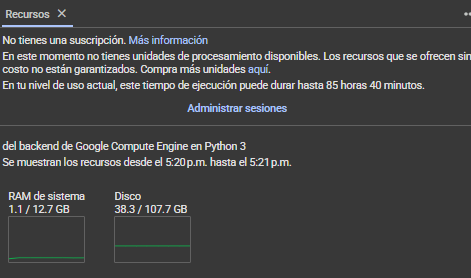 Recursos
No tienes una suscripción. Más información
En este momento no tienes unidades de procesamiento disponibles. Los recursos que se ofrecen sin
costo no están garantizados. Compra más unidades aquí.
En tu nivel de uso actual, este tiempo de ejecución puede durar hasta 85 horas 40 minutos.
Administrar sesiones
del backend de Google Compute Engine en Python 3
Se muestran los recursos desde el 5:20 p.m. hasta el 5:21 p.m.
RAM de sistema
1.1 / 12.7 GB
Disco
38.3 / 107.7 GB